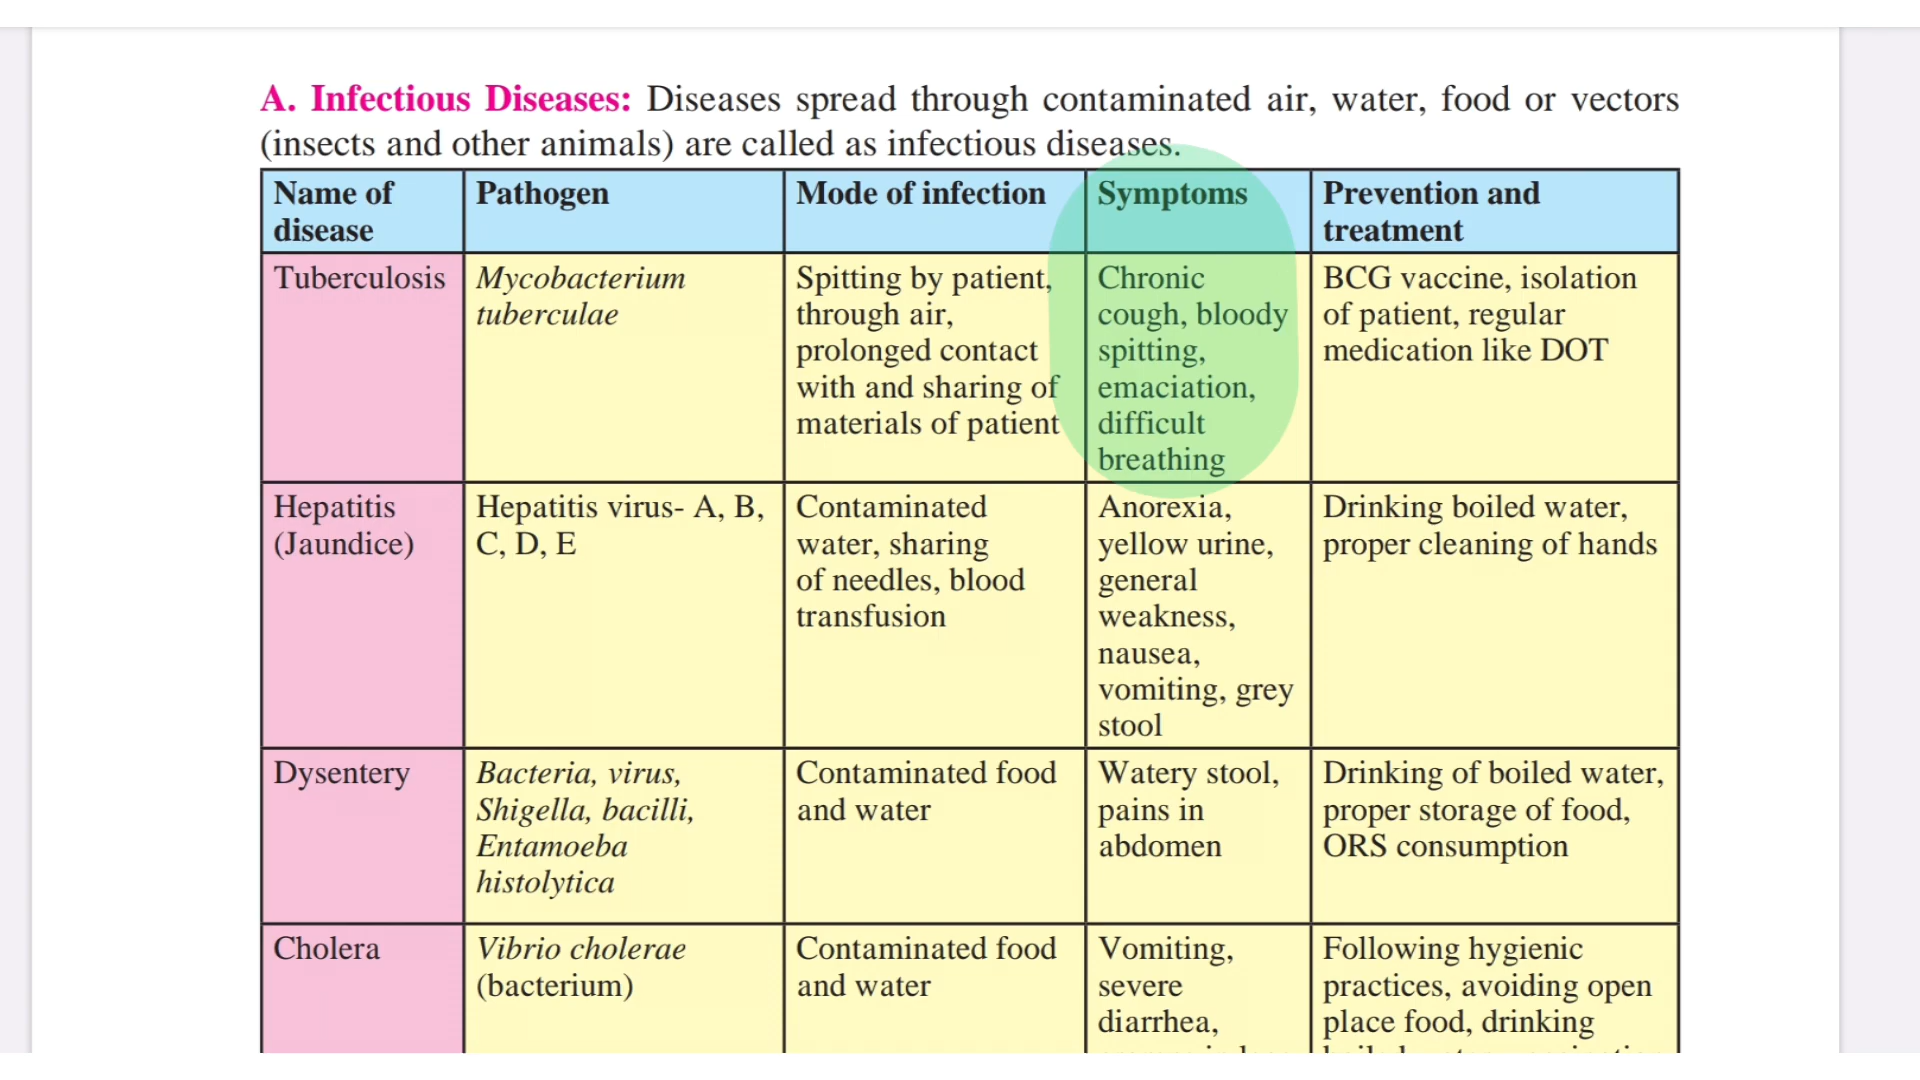 A. Infectious Diseases: Diseases spread through contaminated air, water, food or vectors
(insects and other animals) are called as infectious diseases.
Name of
disease
Pathogen
Mode of infection
Symptoms
Prevention and
treatment
Tuberculosis
Mycobacterium
tuberculae
Spitting by patient,
through air,
prolonged contact
with and sharing of
materials of patient
Chronic
cough, bloody
spitting,
emaciation,
difficult
breathing
BCG vaccine, isolation
of patient, regular
medication like DOT
Hepatitis
(Jaundice)
Hepatitis virus- A, B,
C, D, E
Contaminated
water, sharing
of needles, blood
transfusion
Anorexia,
yellow urine,
general
weakness,
nausea,
vomiting, grey
stool
Drinking boiled water,
proper cleaning of hands
Dysentery
Bacteria, virus,
Shigella, bacilli,
Entamoeba
histolytica
Contaminated food
and water
Watery stool,
pains in
abdomen
Drinking of boiled water,
proper storage of food,
ORS consumption
Cholera
Vibrio cholerae
(bacterium)
Contaminated food
and water
Vomiting,
severe
diarrhea,
Following hygienic
practices, avoiding open
place food, drinking